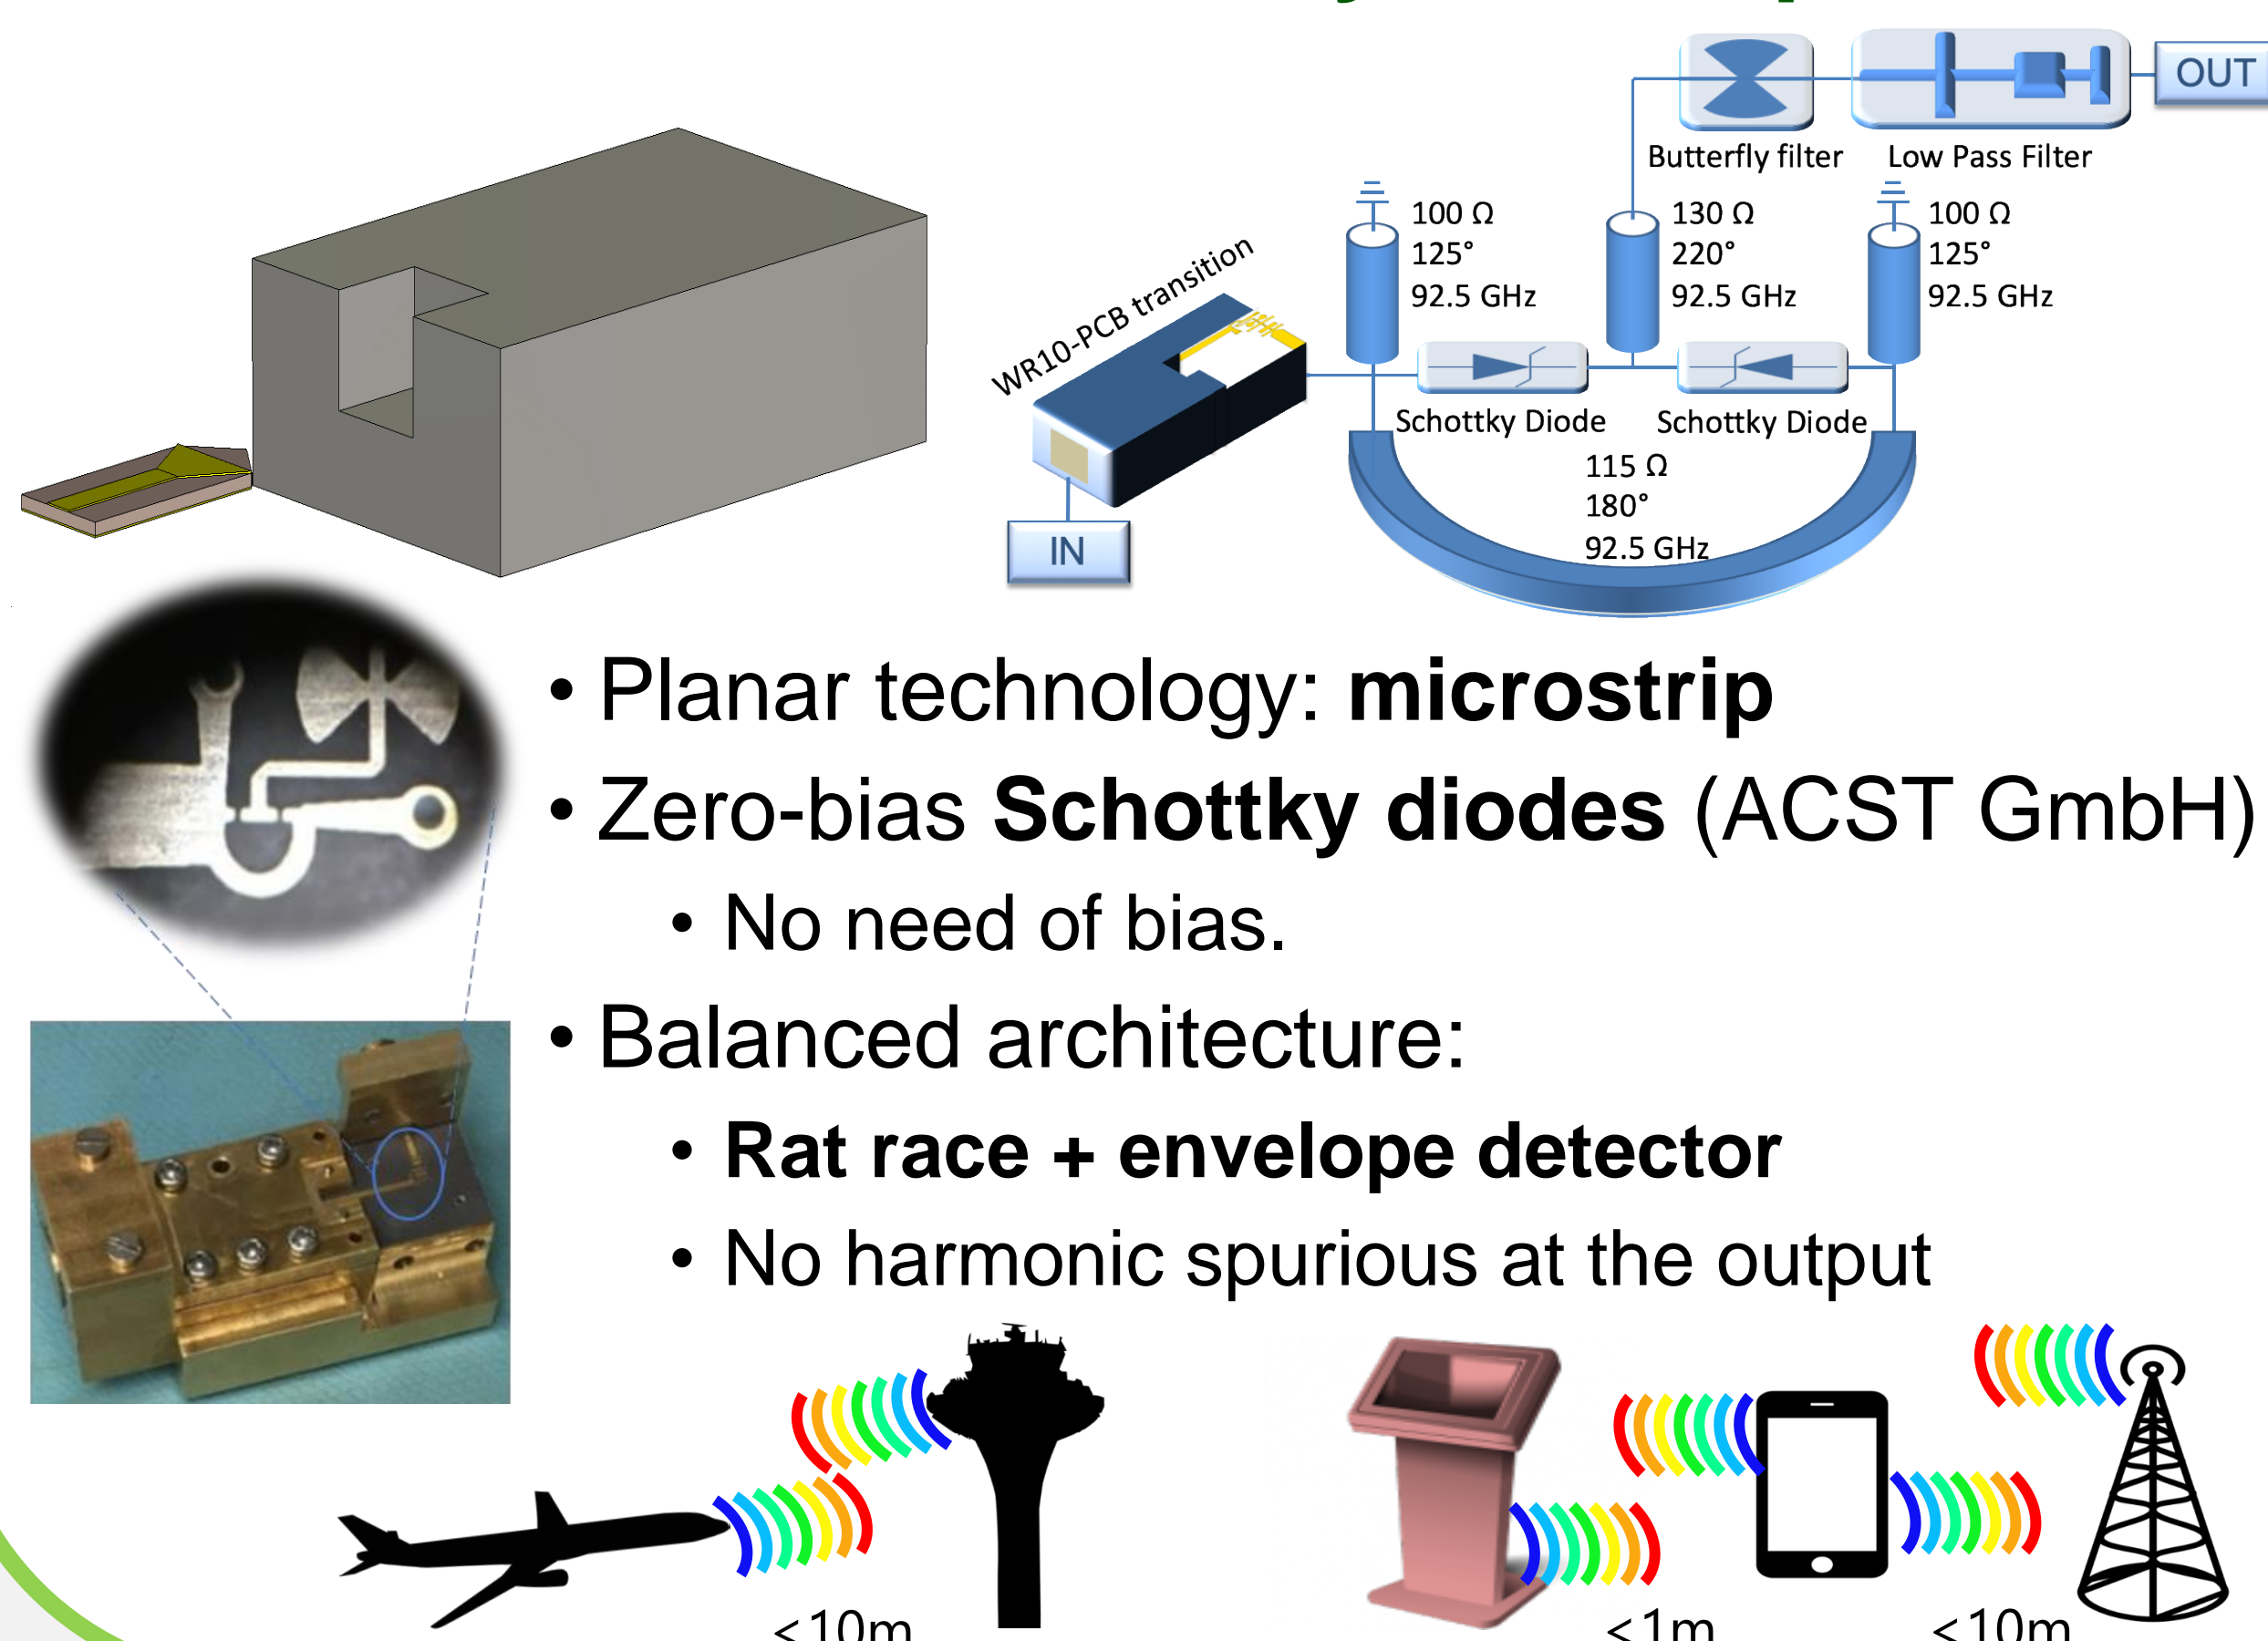 OUT
Butterfly filter
Low Pass Filter
100 Ω
125°
92.5 GHz
130 Ω
220°
92.5 GHz
100 Ω
125°
92.5 GHz
WR10-PCB transition
Schottky Diode
Schottky Diode
115 Ω
180°
92.5 GHz
IN
• Planar technology: microstrip
• Zero-bias Schottky diodes (ACST GmbH)
• No need of bias.
• Balanced architecture:
• Rat race + envelope detector
• No harmonic spurious at the output
<10m
<1m
<10m